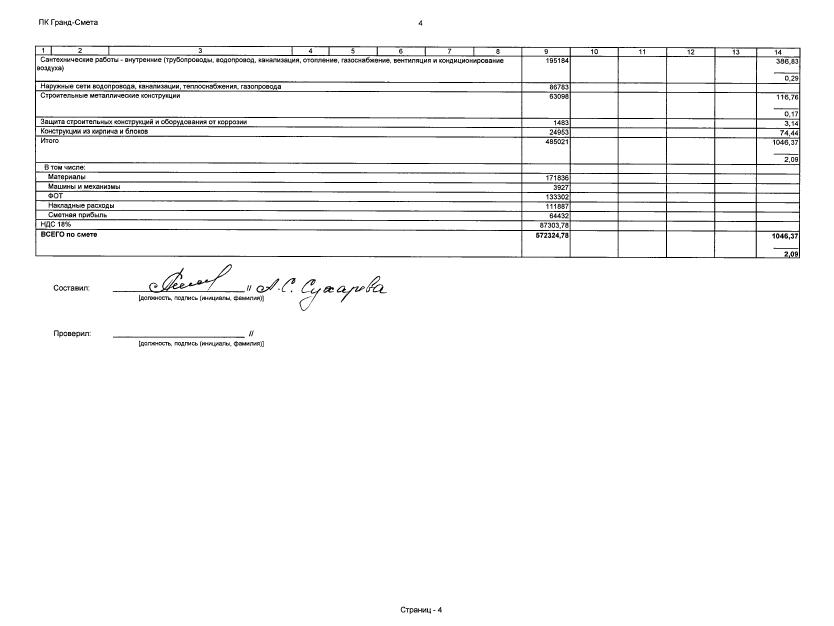 ПК Гранд-Смета 4
1 2 3 4 5 6 7 8 9 10 11 12 13 14
Сантехнические работы - внутренние (трубопроводы, водопровод, канализация, отопление, газоснабжение, вентиляция и кондиционирование 195184 386,83
воздуха)
0,29
Наружные сети водопровода, канализации, теплоснабжения, газопровода 86783
Строительные металлические конструкции 63098 116,76
0,17
Защита строительных конструкций и оборудования от коррозии 1483 3,14
Конструкции из кирпича и блоков 24953 74,44
Итого 485021 1046,37
2,09
В том числе:
Материалы 171836
Машины и механизмы 3927
ФОТ 133302
Накладные расходы 111887
Сметная прибыль 64432
НДС 18% 87303,78
ВСЕГО по смете 572324,78 1046,37
2,09
Составил: // А.С. Сухарева
[должность, подпись (инициалы, фамилия)]
Проверил: //
[должность, подпись (инициалы, фамилия)]
Страниц - 4